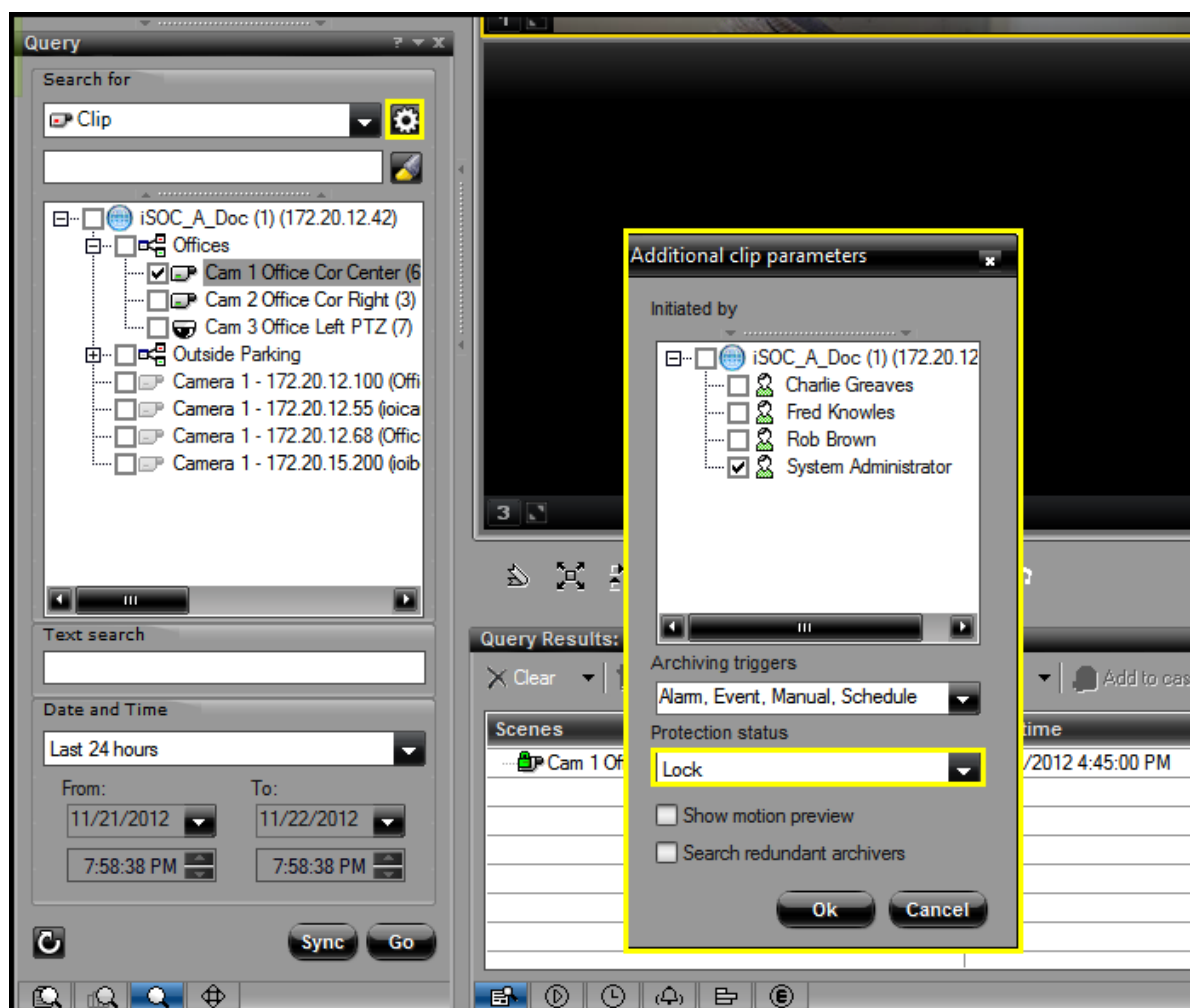 1
Query
? x
Search for
Clip
iSOC_A_Doc (1) (172.20.12.42)
Offices
Cam 1 Office Cor Center (6
Cam 2 Office Cor Right (3)
Cam 3 Office Left PTZ (7)
Outside Parking
Camera 1 - 172.20.12.100 (Offi
Camera 1 - 172.20.12.55 (ioica
Camera 1 - 172.20.12.68 (Offic
Camera 1 - 172.20.15.200 (ioib
Text search
Date and Time
Last 24 hours
From: To:
11/21/2012 11/22/2012
7:58:38 PM 7:58:38 PM
Sync Go
3
Query Results:
Clear
Add to cas
Scenes
time
Cam 1 Of
/2012 4:45:00 PM
Additional clip parameters
Initiated by
iSOC_A_Doc (1) (172.20.12
Charlie Greaves
Fred Knowles
Rob Brown
System Administrator
Archiving triggers
Alarm, Event, Manual, Schedule
Protection status
Lock
Show motion preview
Search redundant archivers
Ok Cancel
E